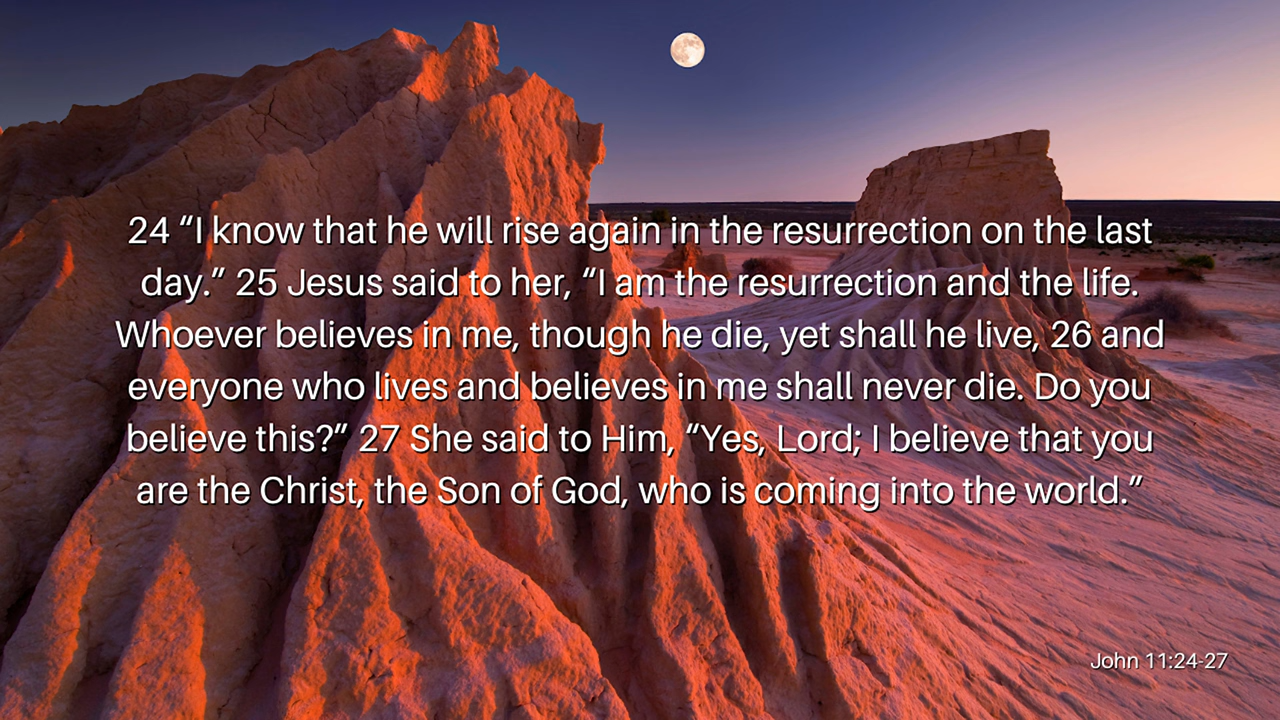 24 “I know that he will rise again in the resurrection on the last
day.” 25 Jesus said to her, “I am the resurrection and the life.
Whoever believes in me, though he die, yet shall he live, 26 and
everyone who lives and believes in me shall never die. Do you
believe this?” 27 She said to Him, “Yes, Lord; I believe that you
are the Christ, the Son of God, who is coming into the world.”
John 11:24-27